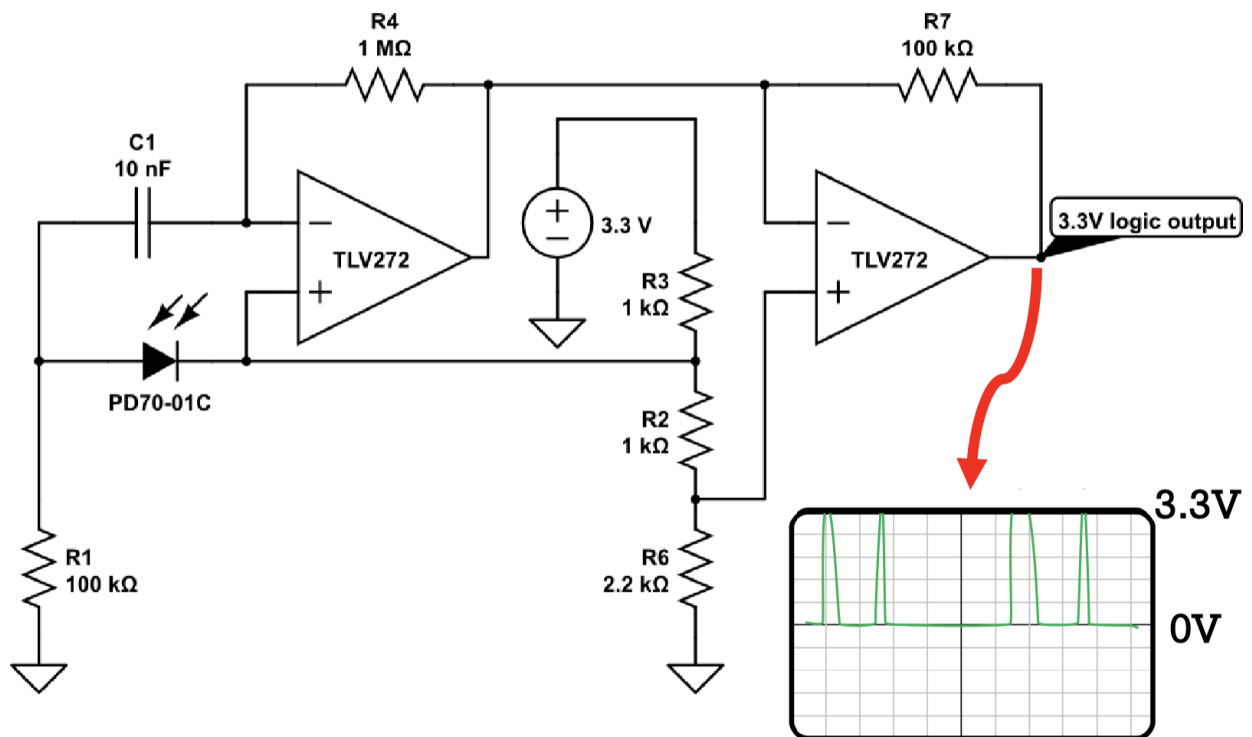 R4
1 MΩ
R7
100 kΩ
C1
10 nF
+
−
3.3 V
−
+
TLV272
−
+
TLV272
3.3V logic output
R3
1 kΩ
PD70-01C
R2
1 kΩ
R1
100 kΩ
R6
2.2 kΩ
3.3V
0V